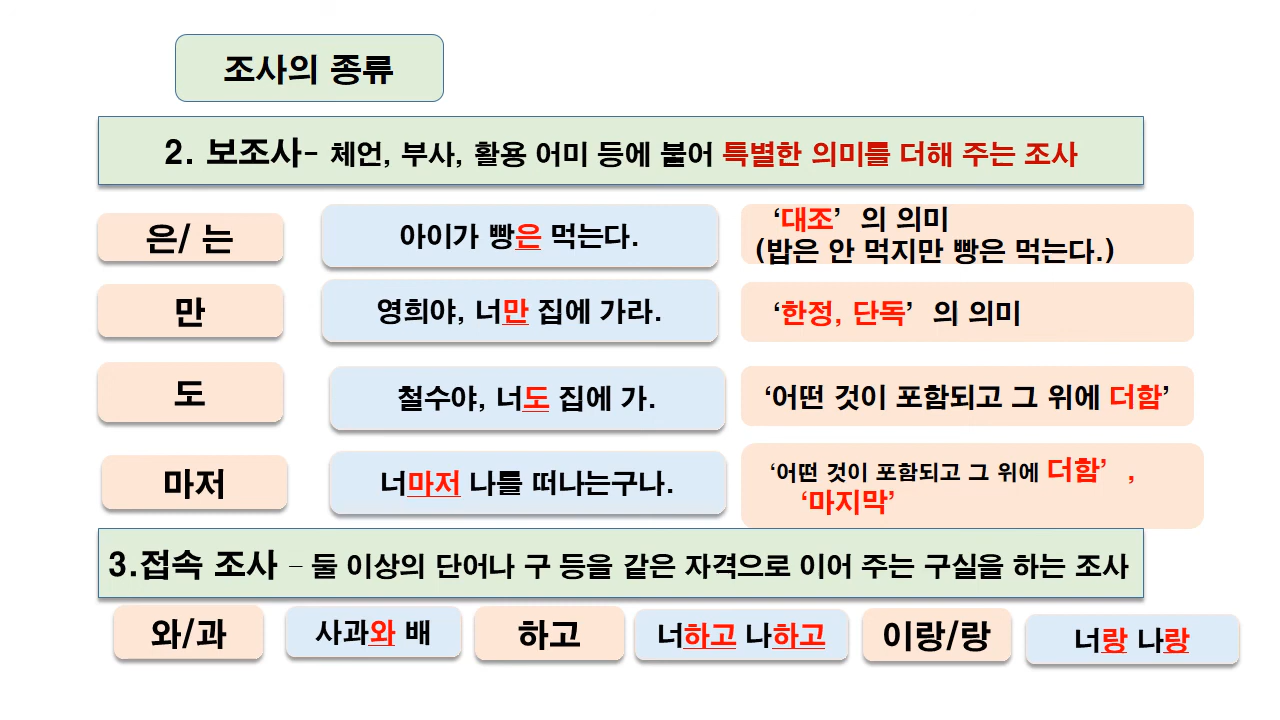 조사의 종류
2. 보조사- 체언, 부사, 활용 어미 등에 붙어 특별한 의미를 더해 주는 조사
은/ 는
아이가 빵은 먹는다.
‘대조’ 의 의미
(밥은 안 먹지만 빵은 먹는다.)
만
영희야, 너만 집에 가라.
‘한정, 단독’ 의 의미
도
철수야, 너도 집에 가.
‘어떤 것이 포함되고 그 위에 더함’
마저
너마저 나를 떠나는구나.
‘어떤 것이 포함되고 그 위에 더함’ ,
‘마지막’
3.접속 조사 – 둘 이상의 단어나 구 등을 같은 자격으로 이어 주는 구실을 하는 조사
와/과
사과와 배
하고
너하고 나하고
이랑/랑
너랑 나랑